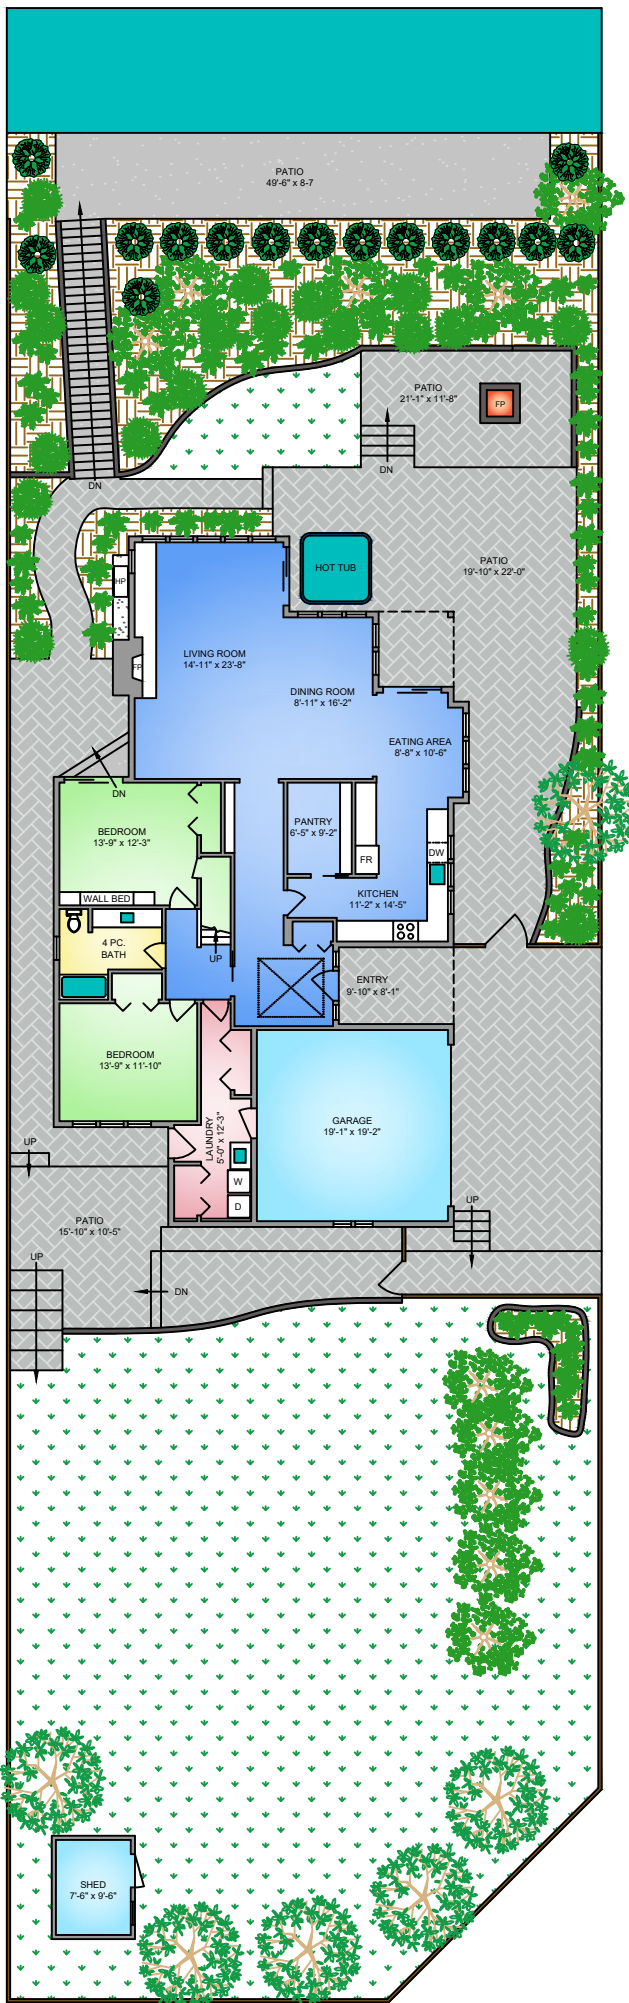 PATIO
49'-6" x 8-7
PATIO
21'-1" x 11'-8"
FP
DN
DN
HOT TUB
PATIO
19'-10" x 22'-0"
HP
LIVING ROOM
14'-11" x 23'-8"
FP
DINING ROOM
8'-11" x 16'-2"
EATING AREA
8'-8" x 10'-6"
DN
BEDROOM
13'-9" x 12'-3"
PANTRY
6'-5" x 9'-2"
FR
DW
WALL BED
KITCHEN
11'-2" x 14'-5"
4 PC.
BATH
UP
ENTRY
9'-10" x 8'-1"
BEDROOM
13'-9" x 11'-10"
LAUNDRY
5'-0" x 12'-3"
GARAGE
19'-1" x 19'-2"
UP
W
D
UP
PATIO
15'-10" x 10'-5"
UP
DN
SHED
7'-6" x 9'-6"